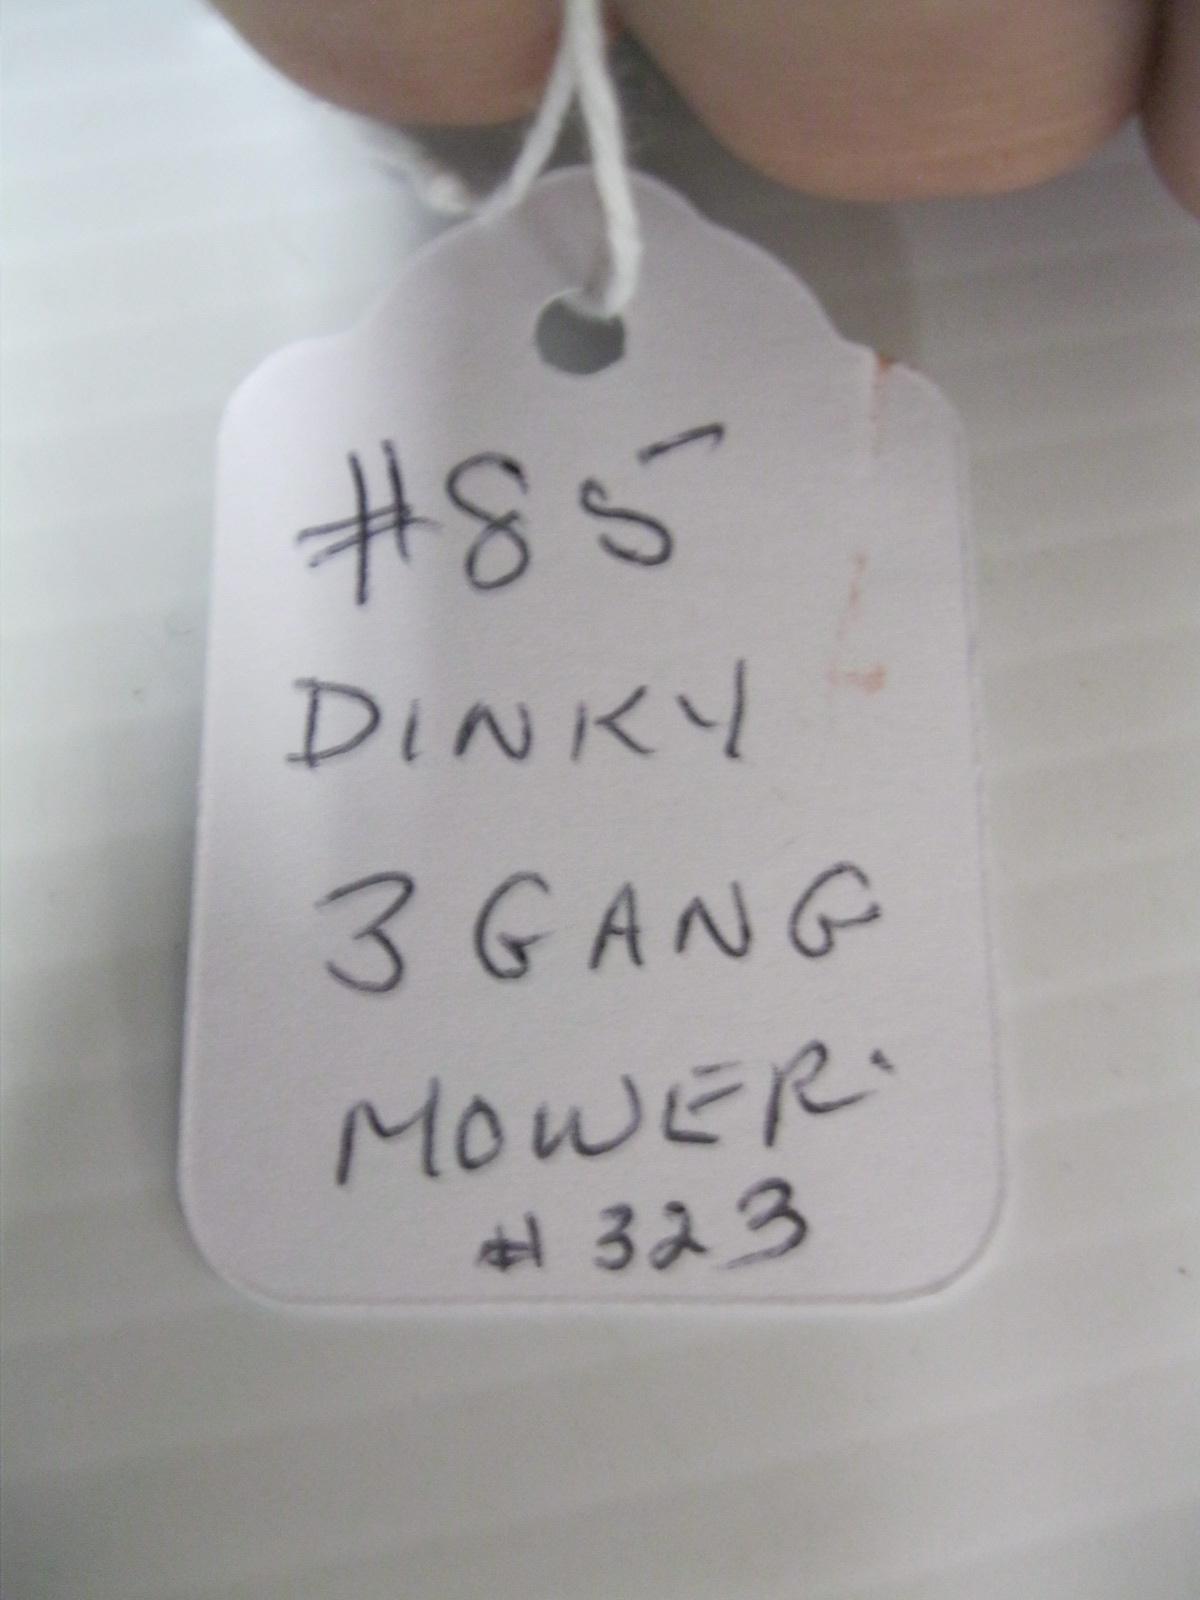 #85
DINKY
3 GANG
MOWER.
# 323